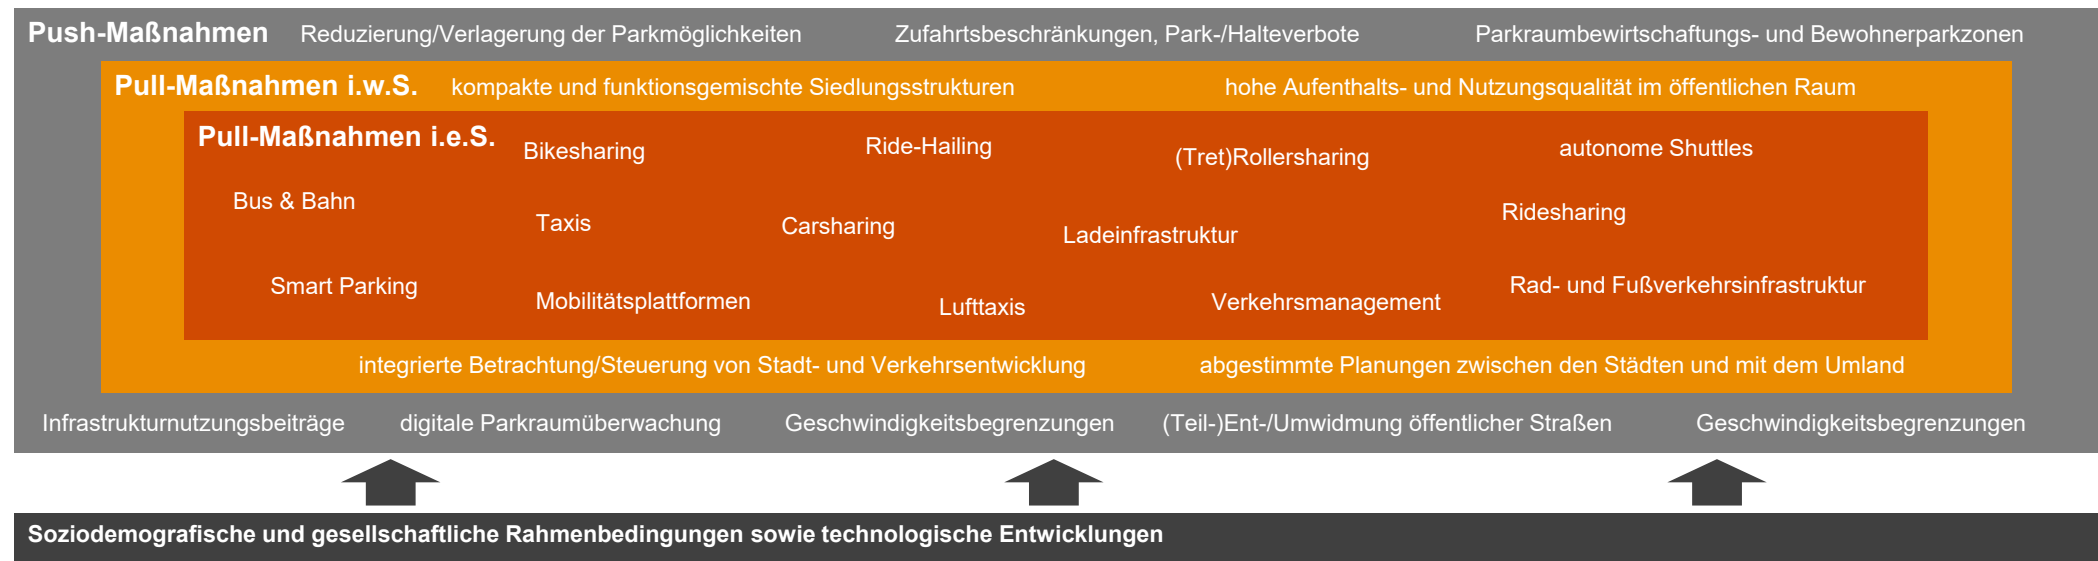 Push-Maßnahmen Reduzierung/Verlagerung der Parkmöglichkeiten Zufahrtsbeschränkungen, Park-/Halteverbote Parkraumbewirtschaftungs- und Bewohnerparkzonen
Pull-Maßnahmen i.w.S. kompakte und funktionsgemischte Siedlungsstrukturen hohe Aufenthalts- und Nutzungsqualität im öffentlichen Raum
Pull-Maßnahmen i.e.S. Bikesharing Ride-Hailing (Tret)Rollersharing autonome Shuttles
Bus & Bahn Taxis Carsharing Ladeinfrastruktur Ridesharing
Smart Parking Mobilitätsplattformen Lufttaxis Verkehrsmanagement Rad- und Fußverkehrsinfrastruktur
integrierte Betrachtung/Steuerung von Stadt- und Verkehrsentwicklung abgestimmte Planungen zwischen den Städten und mit dem Umland
Infrastrukturnutzungsbeiträge digitale Parkraumüberwachung Geschwindigkeitsbegrenzungen (Teil-)Ent-/Umwidmung öffentlicher Straßen Geschwindigkeitsbegrenzungen
Soziodemografische und gesellschaftliche Rahmenbedingungen sowie technologische Entwicklungen